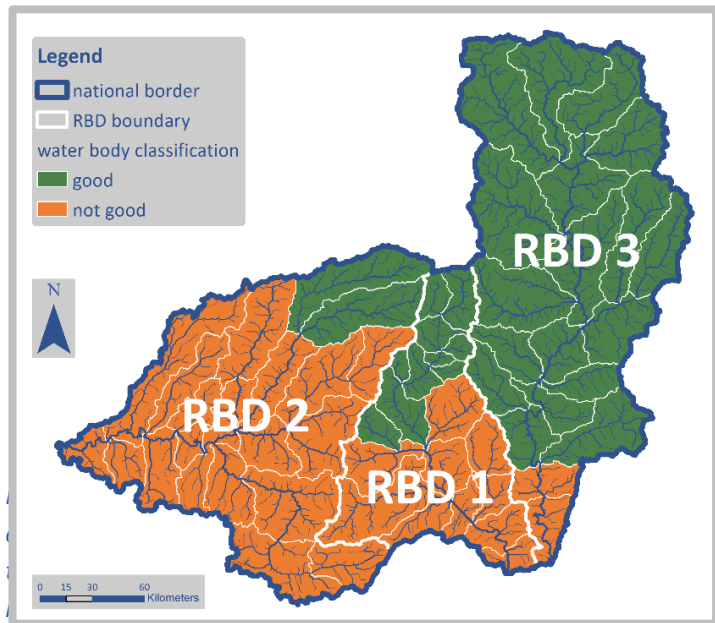 Legend
national border
RBD boundary
water body classification
good
not good
N
RBD 3
RBD 2
RBD 1
0 15 30 60
Kilometers